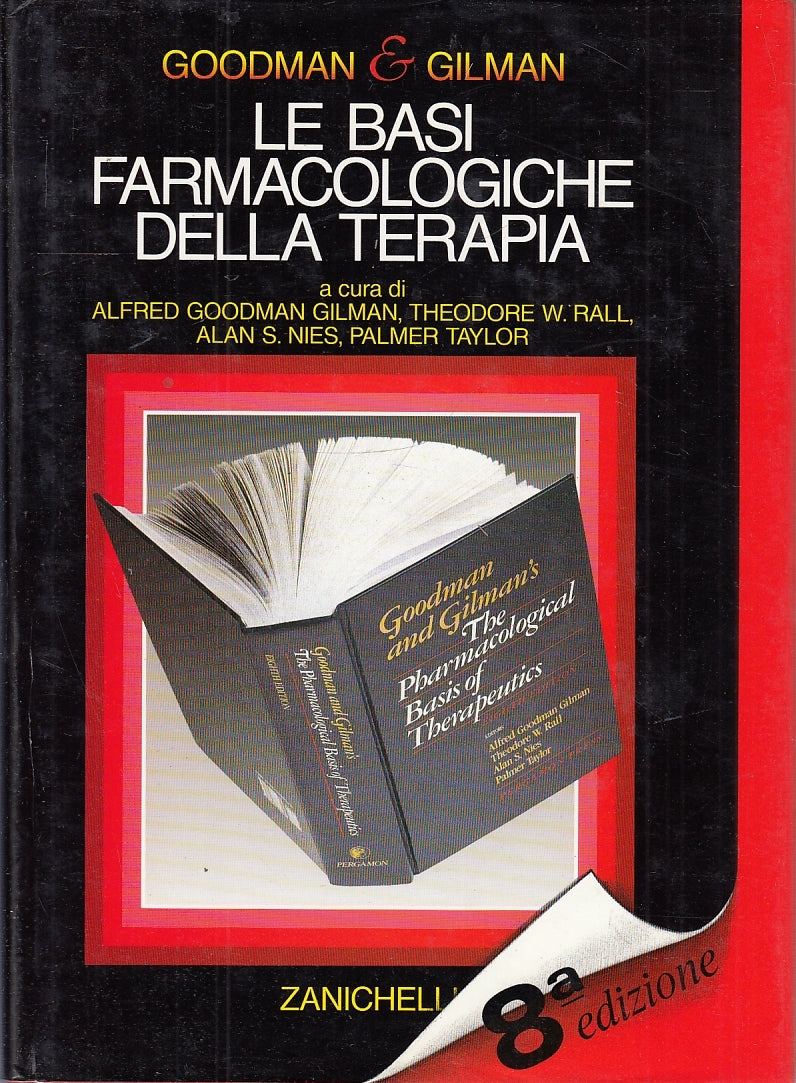 GOODMAN & GILMAN
LE BASI
FARMACOLOGICHE
DELLA TERAPIA
a cura di
ALFRED GOODMAN GILMAN, THEODORE W. RALL,
ALAN S. NIES, PALMER TAYLOR
Goodman
and Gilman's
The
Pharmacological
Basis of
Therapeutics
EDITORS
Alfred Goodman Gilman
Theodore W. Rall
Alan S. Nies
Palmer Taylor
Goodman and Gilman's
The Pharmacological Basis of Therapeutics
EIGHTH EDITION
PERGAMON
ZANICHELLI
8ª edizione